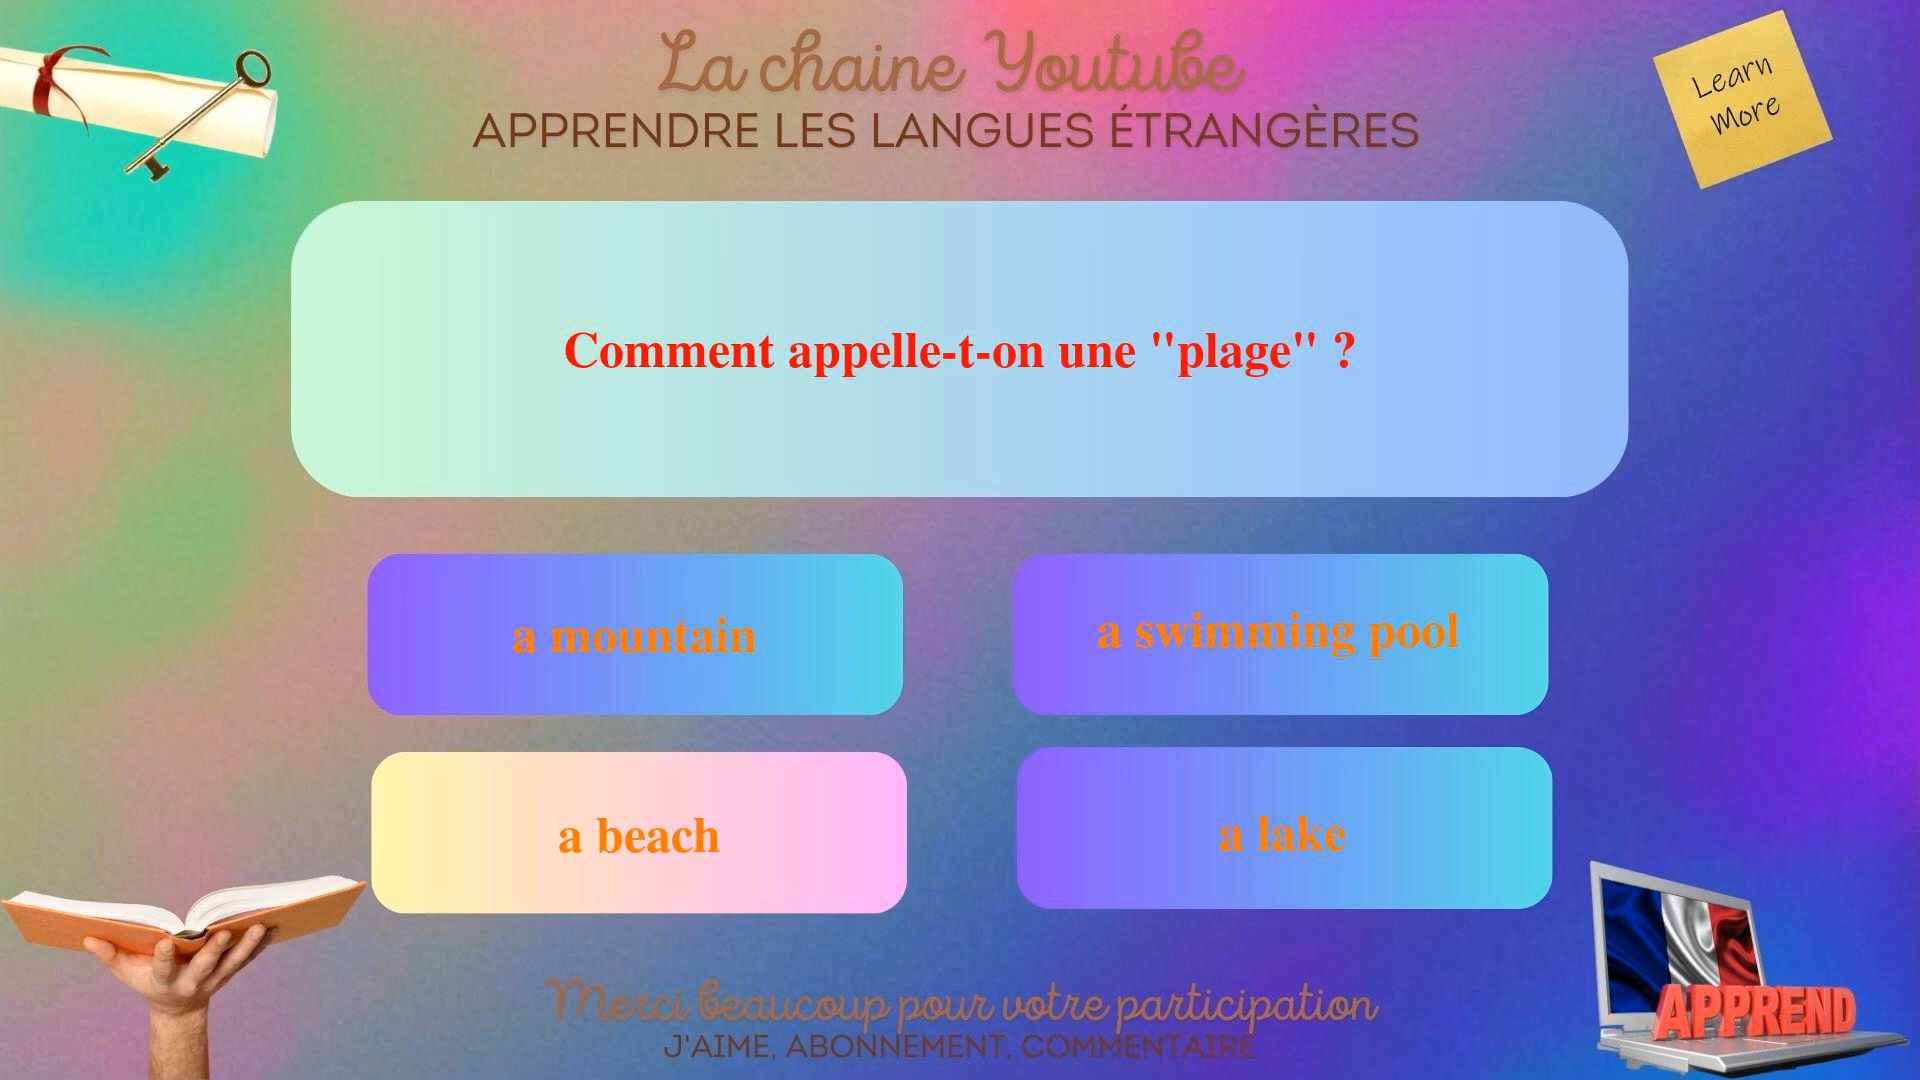 La chaine Youtube
APPRENDRE LES LANGUES ÉTRANGÈRES
Learn
More
Comment appelle-t-on une "plage" ?
a mountain
a swimming pool
a beach
a lake
Merci beaucoup pour votre participation
J'AIME, ABONNEMENT, COMMENTAIRE
APPREND